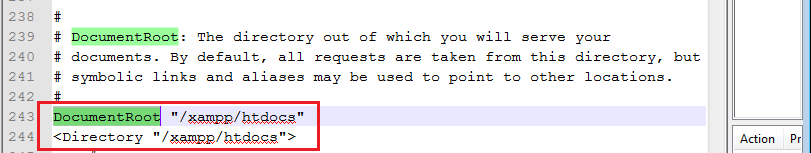 238 #
239 # DocumentRoot: The directory out of which you will serve your
240 # documents. By default, all requests are taken from this directory, but
241 # symbolic links and aliases may be used to point to other locations.
242 #
243 DocumentRoot "/xampp/htdocs"
244 <Directory "/xampp/htdocs">
Action Pr